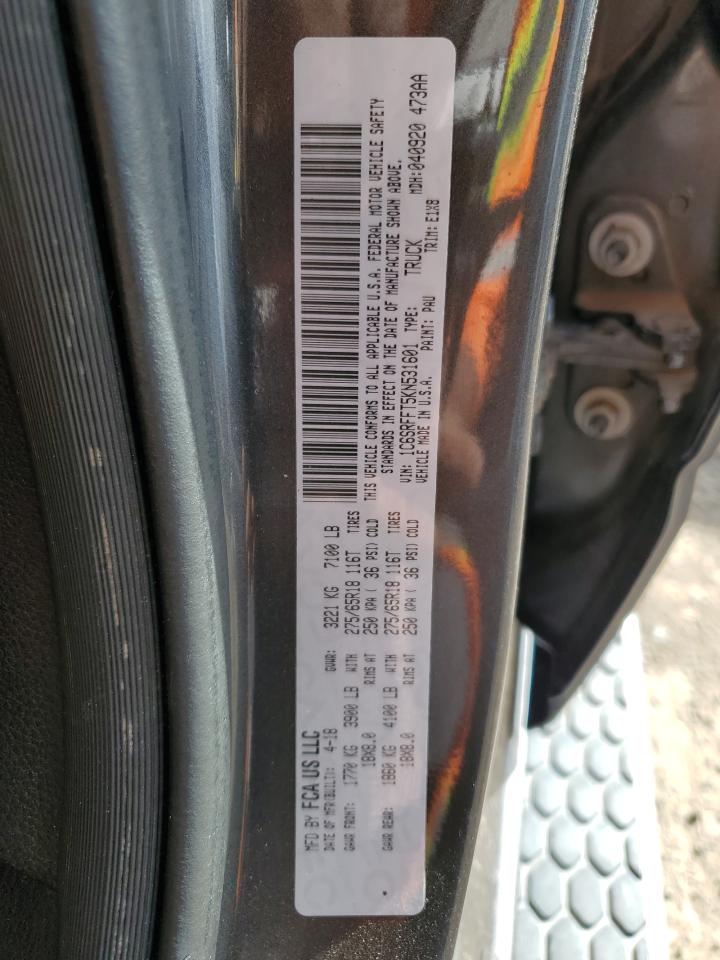 MFD BY FCA US LLC
DATE OF MFR(BUILT): 4-18 GVWR: 3221 KG 7100 LB
GAWR FRONT: 1770 KG 3900 LB WITH 275/65R18 116T TIRES
18X8.0 RIMS AT 250 KPA ( 36 PSI) COLD
GAWR REAR: 1860 KG 4100 LB WITH 275/65R18 116T TIRES
18X8.0 RIMS AT 250 KPA ( 36 PSI) COLD
THIS VEHICLE CONFORMS TO ALL APPLICABLE U.S.A. FEDERAL MOTOR VEHICLE SAFETY
STANDARDS IN EFFECT ON THE DATE OF MANUFACTURE SHOWN ABOVE.
VIN: 1C6SRFFT5KN531601 TYPE: TRUCK MDH:040920 473AA
VEHICLE MADE IN U.S.A. PAINT: PAU TRIM: E1X8